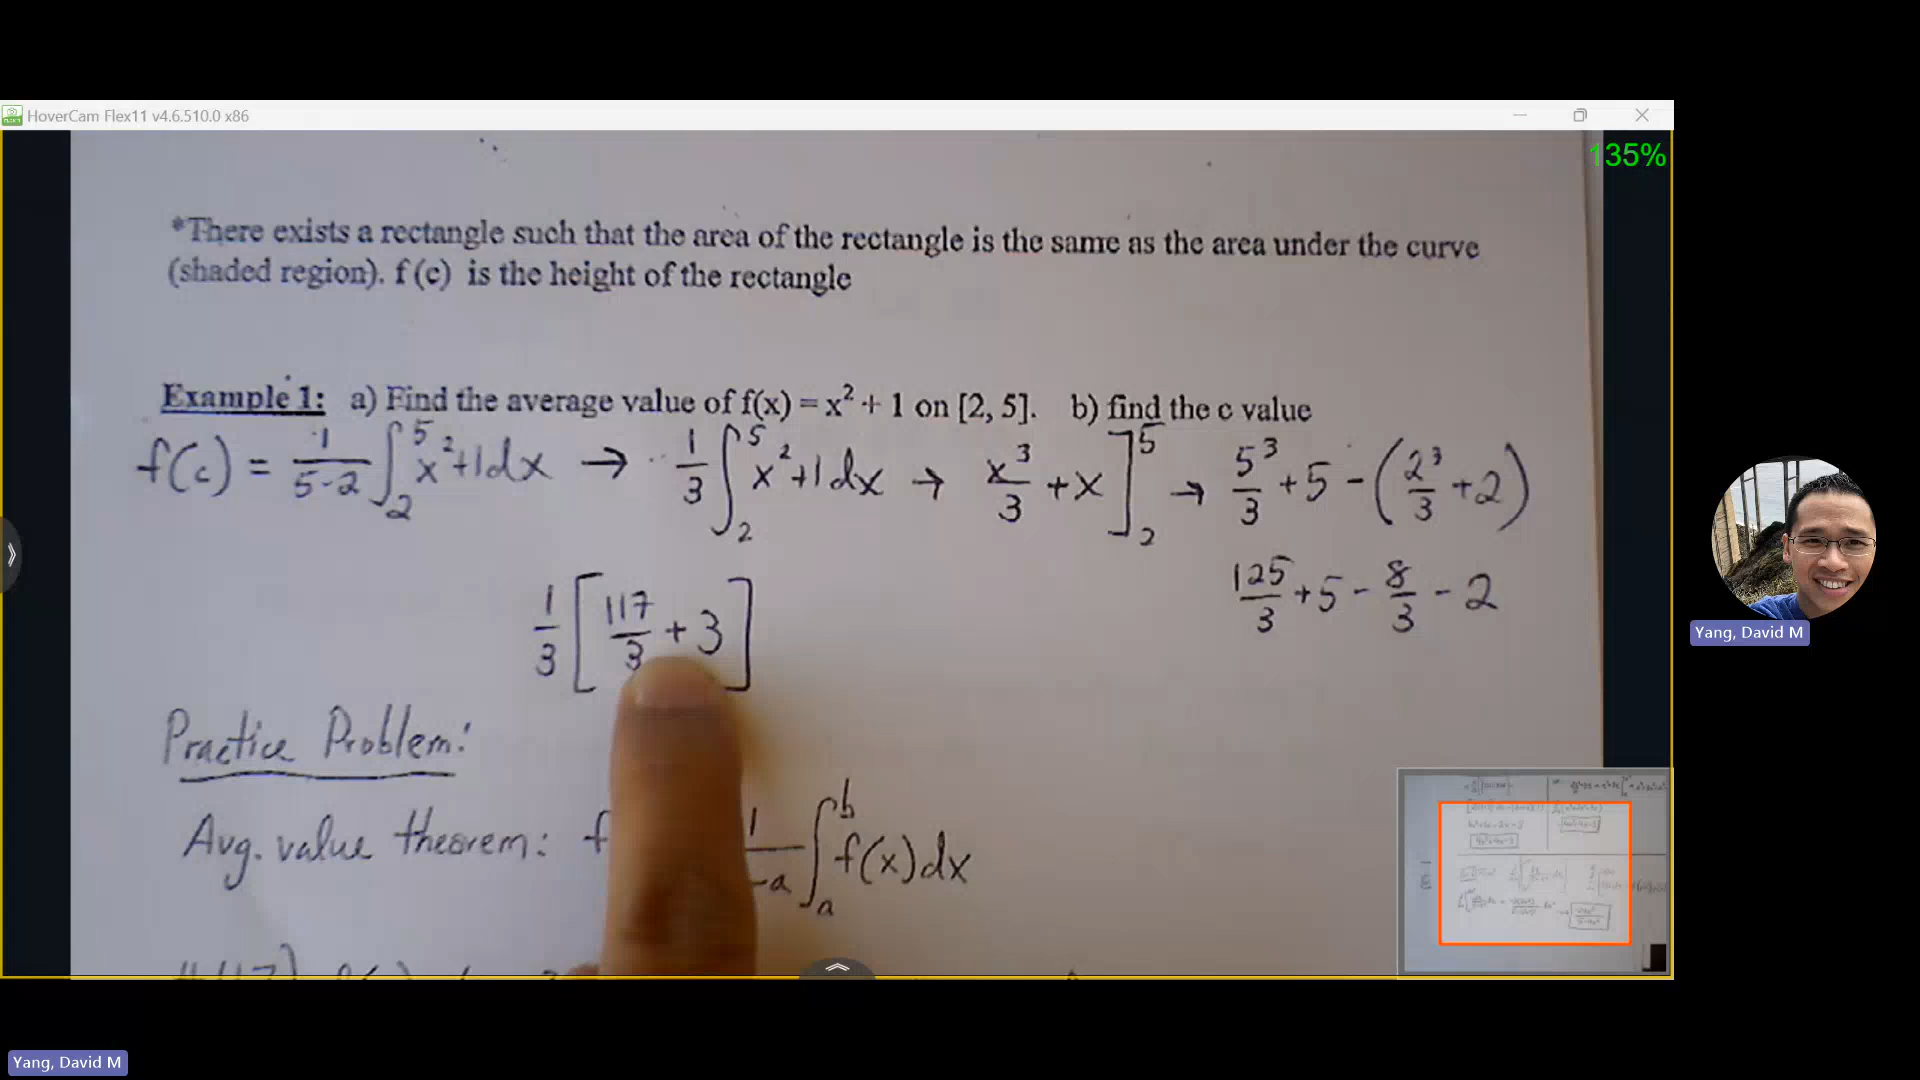 HoverCam Flex11 v4.6.510.0 x86
135%
*There exists a rectangle such that the area of the rectangle is the same as the area under the curve
(shaded region). f (c) is the height of the rectangle
Example 1: a) Find the average value of f(x) = x² + 1 on [2, 5]. b) find the c value
f(c) = 1/(5-2) ∫₂⁵ x²+1dx → 1/3 ∫₂⁵ x²+1dx → x³/3 + x]₂⁵ → 5³/3 + 5 - (2³/3 + 2)
125/3 + 5 - 8/3 - 2
1/3 [117/3 + 3]
Practice Problem:
Avg. value theorem: f 1/-a ∫ₐᵇ f(x)dx
Yang, David M
Yang, David M